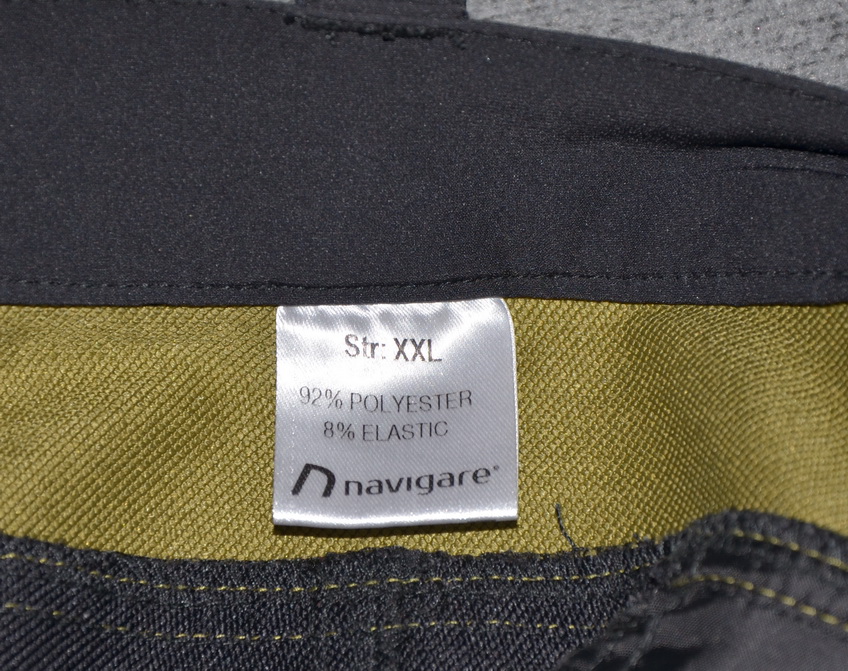 Str: XXL
92% POLYESTER
8% ELASTIC
navigare®